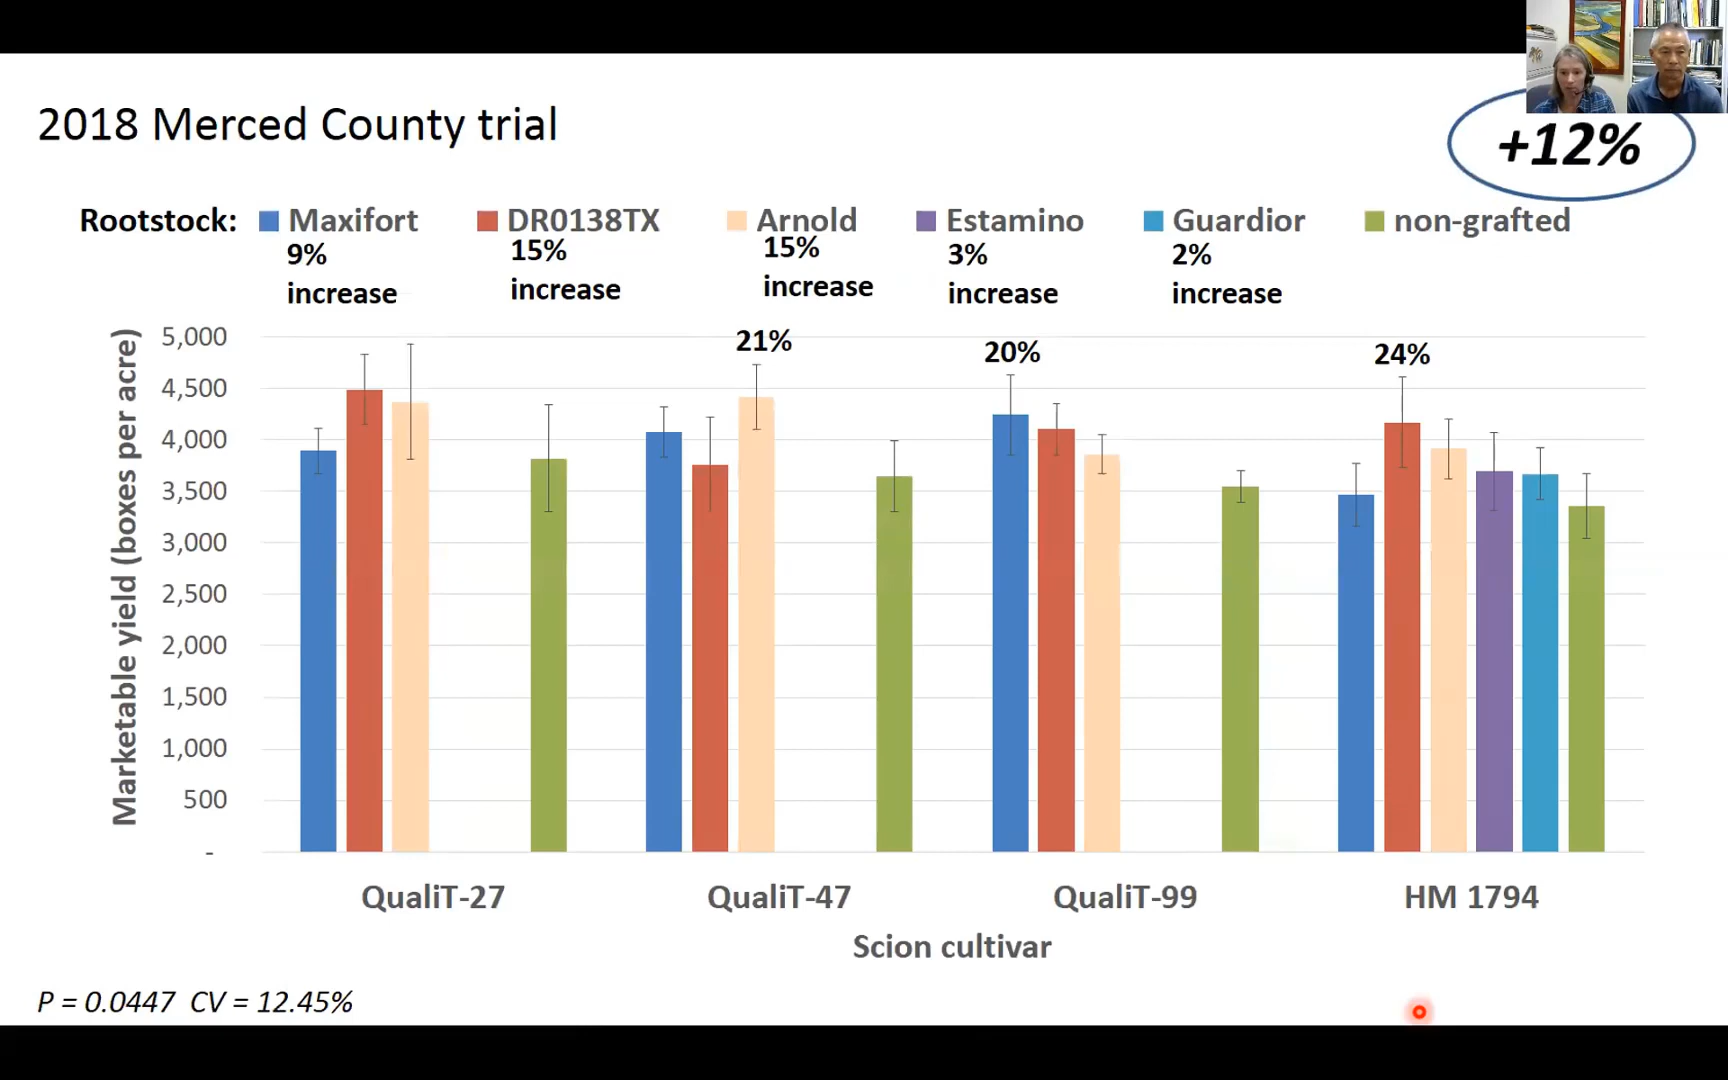 2018 Merced County trial
+12%
Rootstock: Maxifort DR0138TX Arnold Estamino Guardior non-grafted
9% increase
15% increase
15% increase
3% increase
2% increase
21%
20%
24%
Marketable yield (boxes per acre)
5,000
4,500
4,000
3,500
3,000
2,500
2,000
1,500
1,000
500
-
QualiT-27 QualiT-47 QualiT-99 HM 1794
Scion cultivar
P = 0.0447 CV = 12.45%